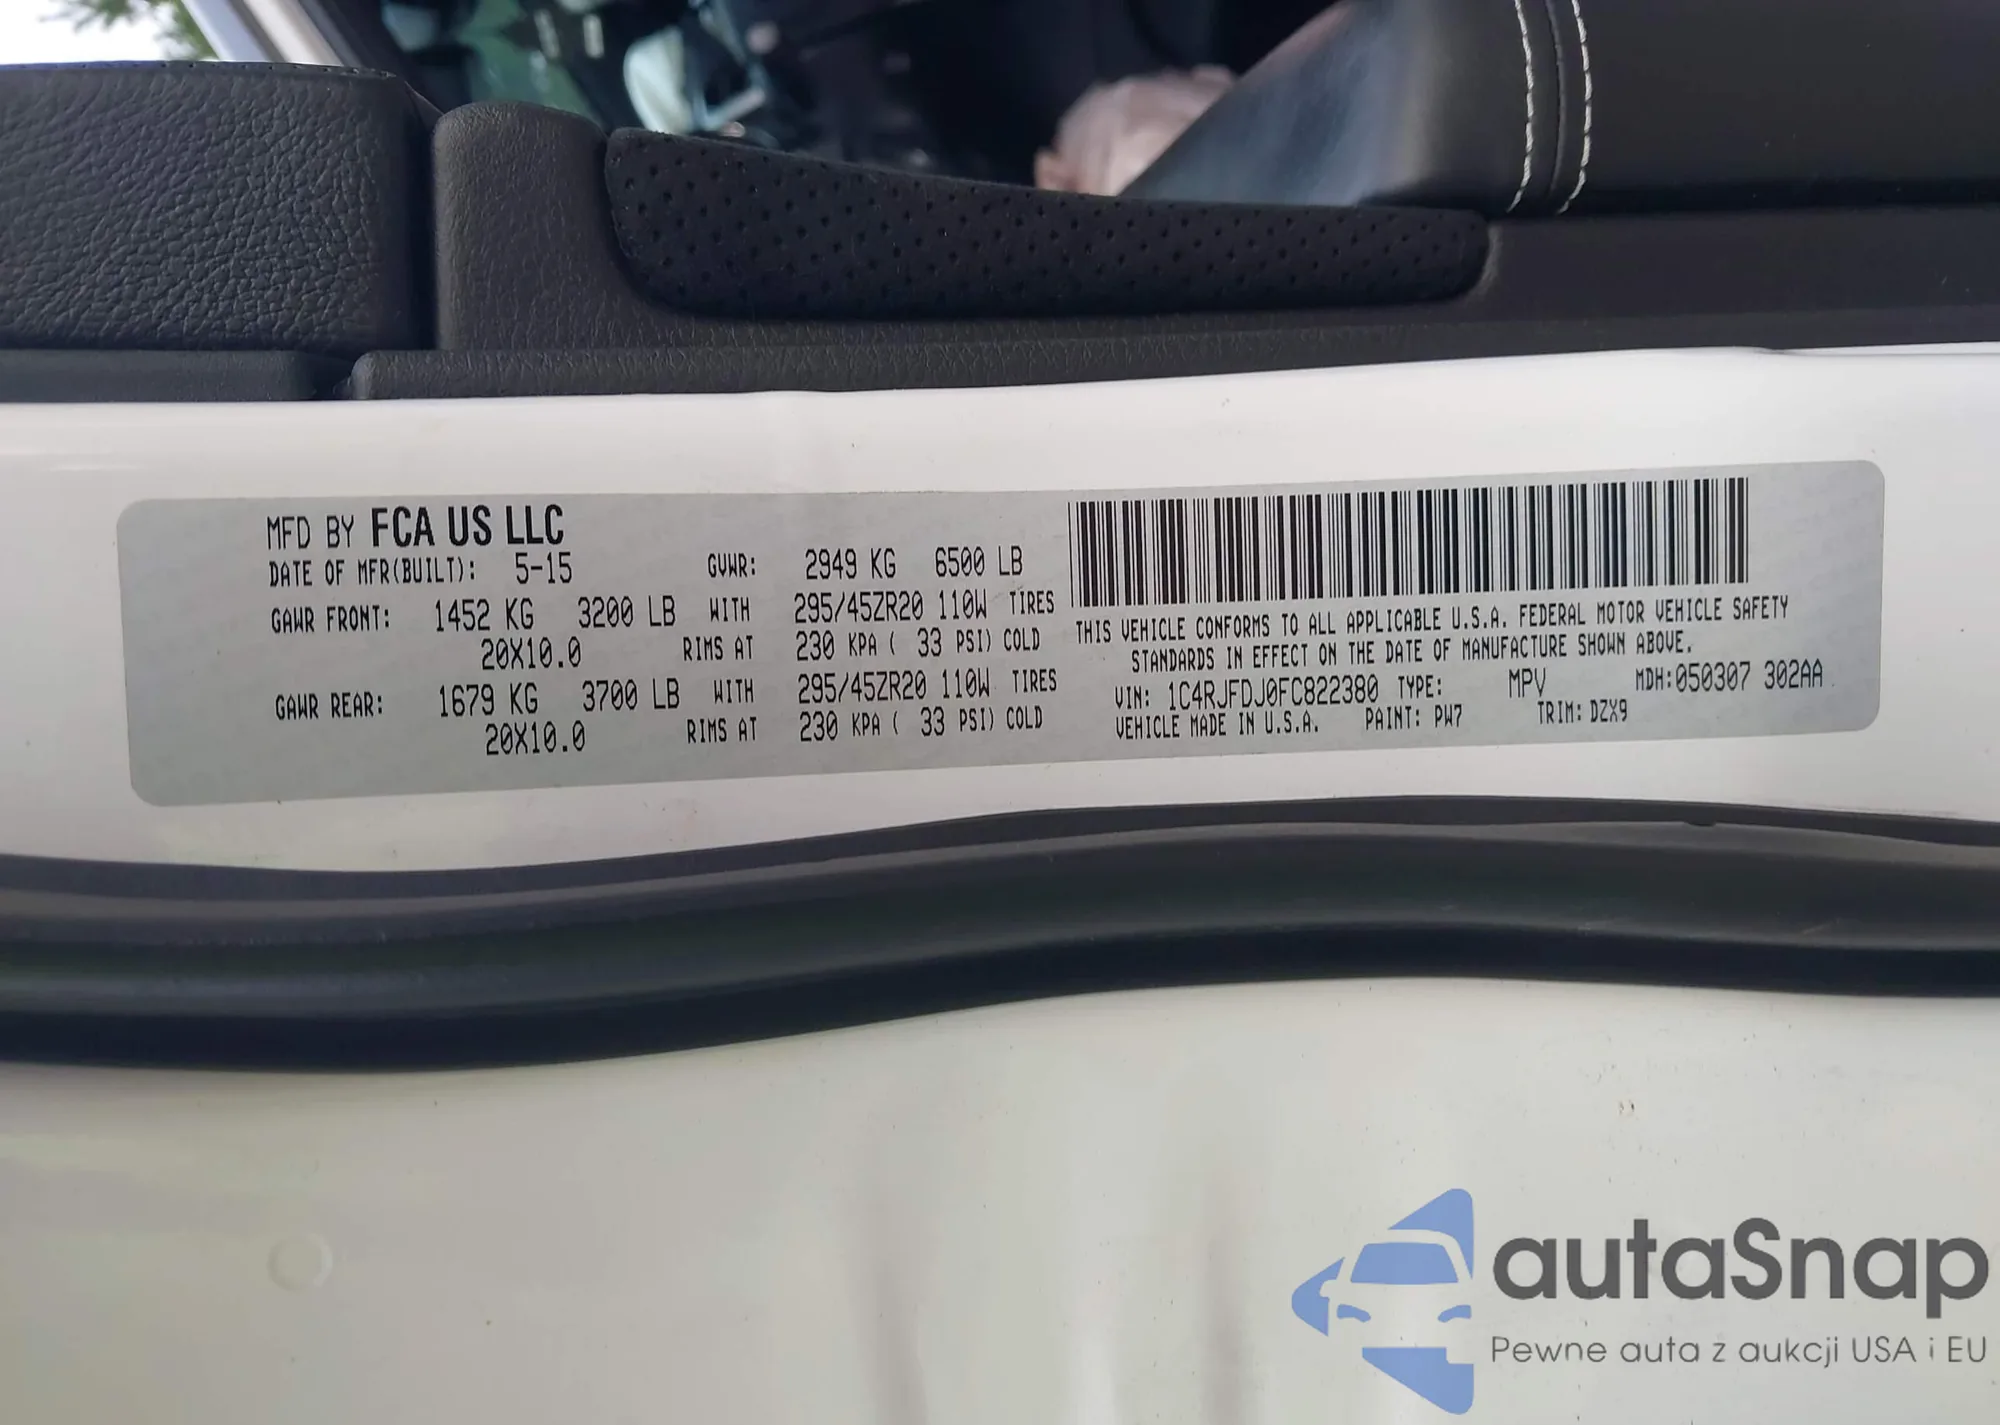 MFD BY FCA US LLC
DATE OF MFR(BUILT): 5-15 GVWR: 2949 KG 6500 LB
GAWR FRONT: 1452 KG 3200 LB WITH 295/45ZR20 110W TIRES
20X10.0 RIMS AT 230 KPA ( 33 PSI) COLD
GAWR REAR: 1679 KG 3700 LB WITH 295/45ZR20 110W TIRES
20X10.0 RIMS AT 230 KPA ( 33 PSI) COLD
THIS VEHICLE CONFORMS TO ALL APPLICABLE U.S.A. FEDERAL MOTOR VEHICLE SAFETY
STANDARDS IN EFFECT ON THE DATE OF MANUFACTURE SHOWN ABOVE.
VIN: 1C4RJFDJ0FC822380 TYPE: MPV MDH:050307 302AA
VEHICLE MADE IN U.S.A. PAINT: PW7 TRIM: DZX9
autaSnap
Pewne auta z aukcji USA i EU